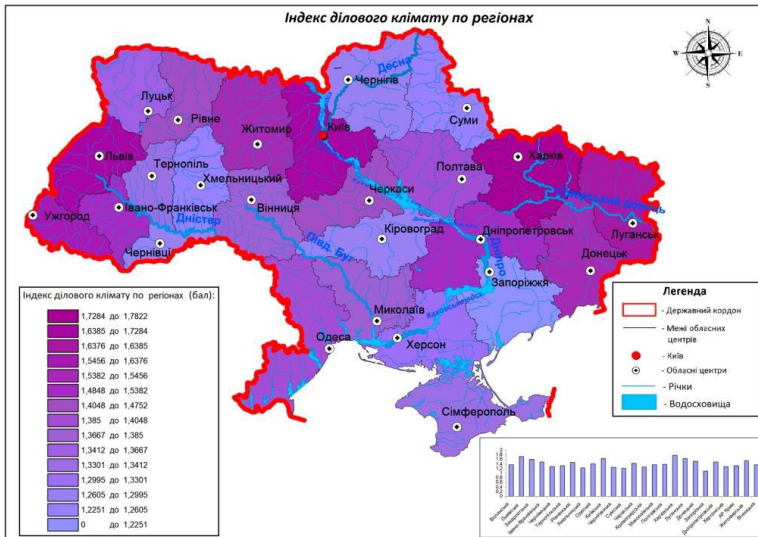 Індекс ділового клімату по регіонах
N
W
E
S
Десна
Чернігів
Луцьк
Рівне
Суми
Житомир
Київ
Львів
Харків
Тернопіль
Полтава
Хмельницький
Черкаси
Ужгород
Івано-Франківськ
Вінниця
Дністер
Луганськ
Чернівці
Півд. Буг
Кіровоград
Дніпропетровськ
Дніпро
Донецьк
Запоріжжя
Миколаїв
Одеса
Херсон
Сімферополь
Індекс ділового клімату по регіонах (бал):
1,7284 до 1,7822
1,6385 до 1,7284
1,6376 до 1,6385
1,5456 до 1,6376
1,5382 до 1,5456
1,4848 до 1,5382
1,4048 до 1,4752
1,385 до 1,4048
1,3667 до 1,385
1,3412 до 1,3667
1,3301 до 1,3412
1,2995 до 1,3301
1,2605 до 1,2995
1,2251 до 1,2605
0 до 1,2251
Легенда
- Державний кордон
- Межі обласних
центрів
- Київ
- Обласні центри
- Річки
- Водосховища